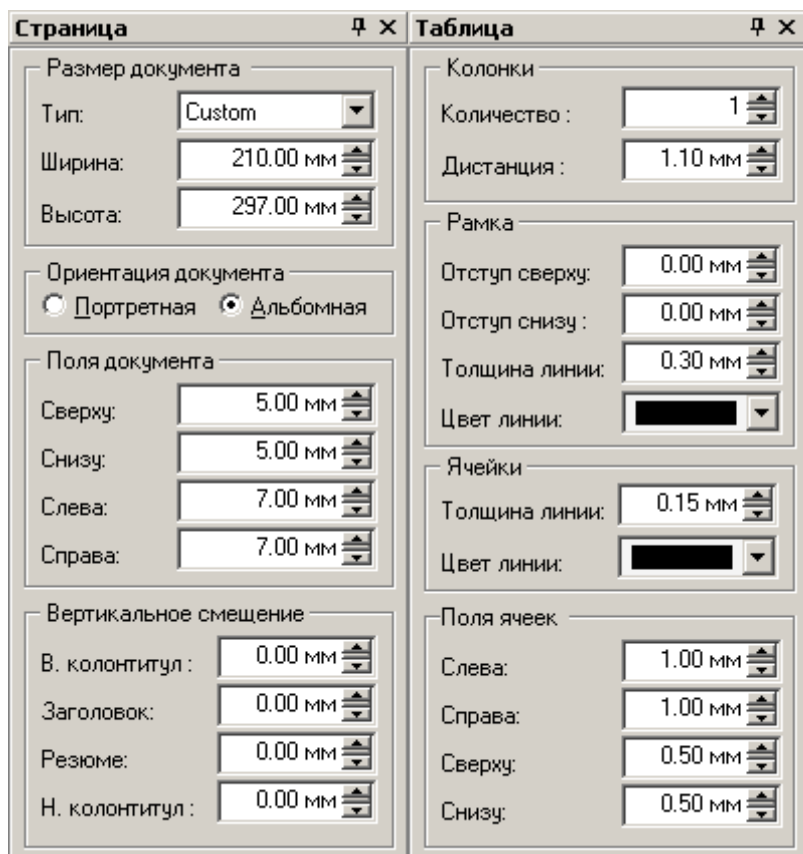 Страница
Размер документа
Тип: Custom
Ширина: 210.00 мм
Высота: 297.00 мм
Ориентация документа
Портретная Альбомная
Поля документа
Сверху: 5.00 мм
Снизу: 5.00 мм
Слева: 7.00 мм
Справа: 7.00 мм
Вертикальное смещение
В. колонтитул : 0.00 мм
Заголовок: 0.00 мм
Резюме: 0.00 мм
Н. колонтитул : 0.00 мм
Таблица
Колонки
Количество : 1
Дистанция : 1.10 мм
Рамка
Отступ сверху: 0.00 мм
Отступ снизу : 0.00 мм
Толщина линии: 0.30 мм
Цвет линии:
Ячейки
Толщина линии: 0.15 мм
Цвет линии:
Поля ячеек
Слева: 1.00 мм
Справа: 1.00 мм
Сверху: 0.50 мм
Снизу: 0.50 мм